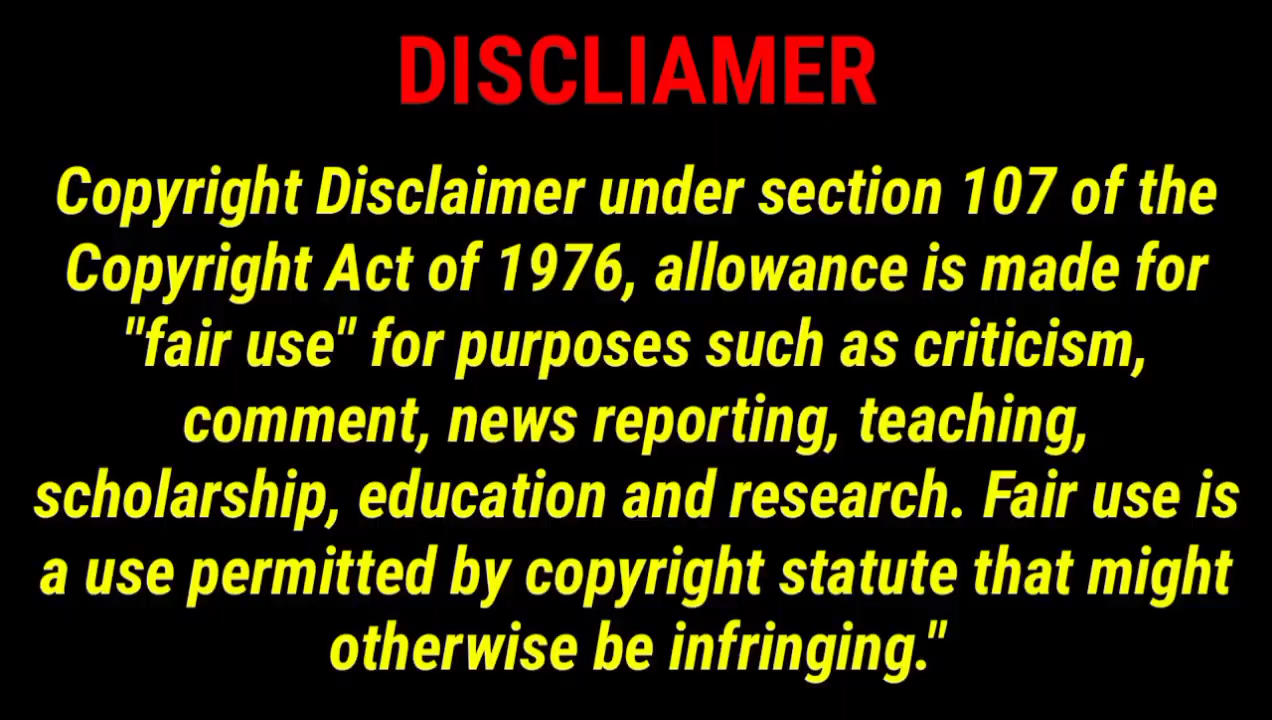 DISCLIAMER
Copyright Disclaimer under section 107 of the
Copyright Act of 1976, allowance is made for
"fair use" for purposes such as criticism,
comment, news reporting, teaching,
scholarship, education and research. Fair use is
a use permitted by copyright statute that might
otherwise be infringing."